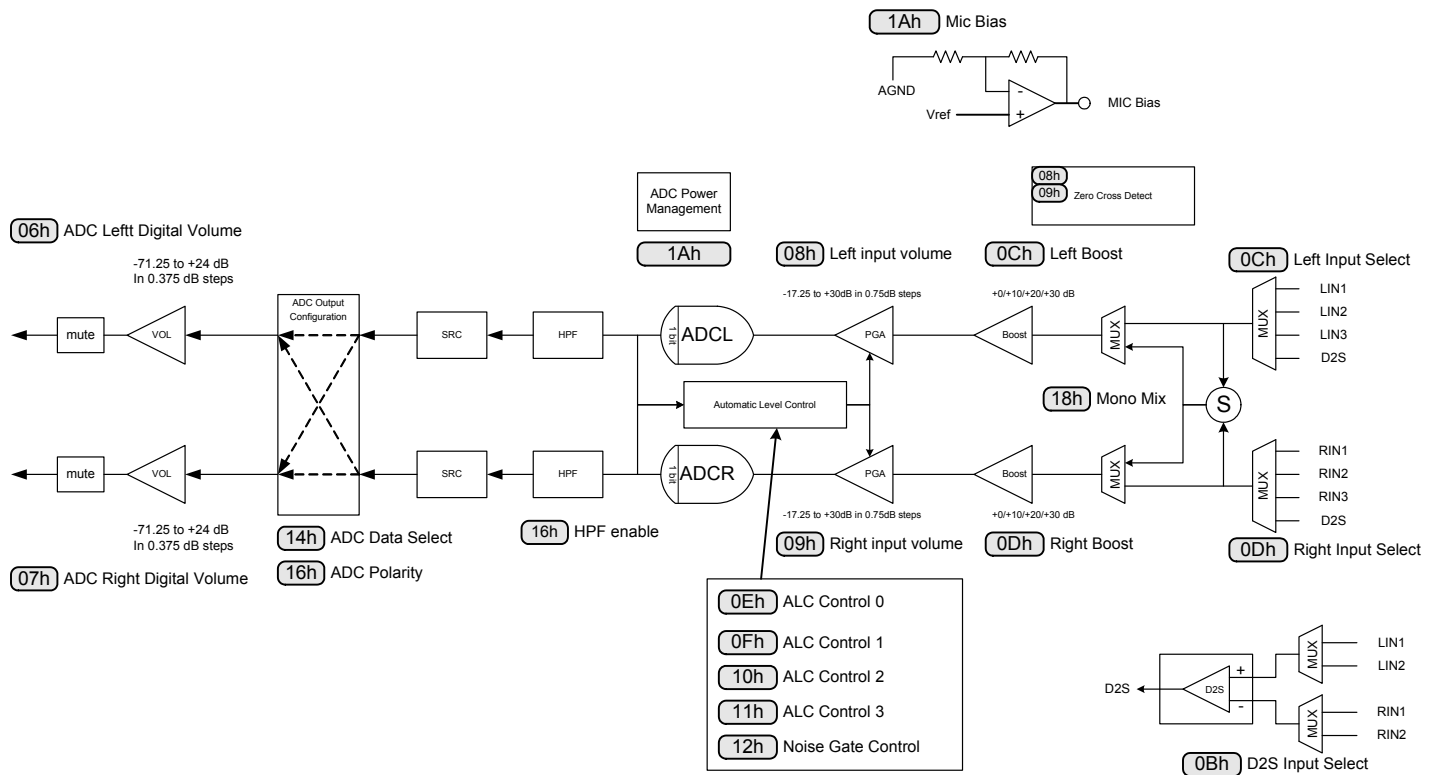 1Ah Mic Bias
AGND
-
+
Vref
MIC Bias
ADC Power
Management
1Ah
08h
09h Zero Cross Detect
06h ADC Leftt Digital Volume
-71.25 to +24 dB
In 0.375 dB steps
08h Left input volume
0Ch Left Boost
0Ch Left Input Select
-17.25 to +30dB in 0.75dB steps
+0/+10/+20/+30 dB
ADC Output
Configuration
mute
VOL
SRC
HPF
1 bit
ADCL
PGA
Boost
MUX
MUX
LIN1
LIN2
LIN3
D2S
Automatic Level Control
18h Mono Mix
S
mute
VOL
SRC
HPF
1 bit
ADCR
PGA
Boost
MUX
MUX
RIN1
RIN2
RIN3
D2S
-71.25 to +24 dB
In 0.375 dB steps
-17.25 to +30dB in 0.75dB steps
+0/+10/+20/+30 dB
07h ADC Right Digital Volume
14h ADC Data Select
16h ADC Polarity
16h HPF enable
09h Right input volume
0Dh Right Boost
0Dh Right Input Select
0Eh ALC Control 0
0Fh ALC Control 1
10h ALC Control 2
11h ALC Control 3
12h Noise Gate Control
D2S
D2S
+
-
MUX
LIN1
LIN2
MUX
RIN1
RIN2
0Bh D2S Input Select